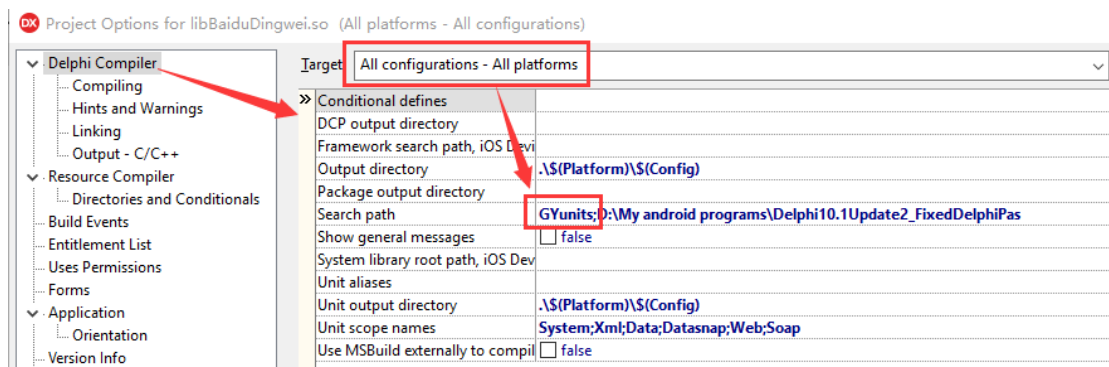 DX Project Options for libBaiduDingwei.so (All platforms - All configurations)
Delphi Compiler
Compiling
Hints and Warnings
Linking
Output - C/C++
Resource Compiler
Directories and Conditionals
Build Events
Entitlement List
Uses Permissions
Forms
Application
Orientation
Version Info
Target All configurations - All platforms
Conditional defines
DCP output directory
Framework search path, iOS Devi
Output directory .\$(Platform)\$(Config)
Package output directory
Search path GYunits;D:\My android programs\Delphi10.1Update2_FixedDelphiPas
Show general messages false
System library root path, iOS Dev
Unit aliases
Unit output directory .\$(Platform)\$(Config)
Unit scope names System;Xml;Data;Datasnap;Web;Soap
Use MSBuild externally to compil false